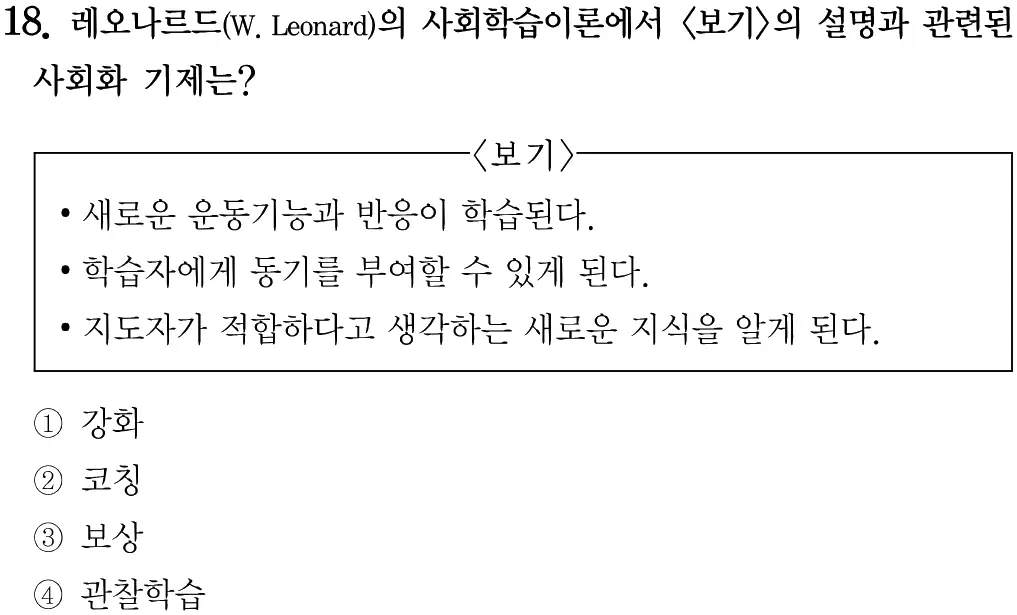 18. 레오나르드(W. Leonard)의 사회학습이론에서 〈보기〉의 설명과 관련된
사회화 기제는?
〈보기〉
• 새로운 운동기능과 반응이 학습된다.
• 학습자에게 동기를 부여할 수 있게 된다.
• 지도자가 적합하다고 생각하는 새로운 지식을 알게 된다.
① 강화
② 코칭
③ 보상
④ 관찰학습